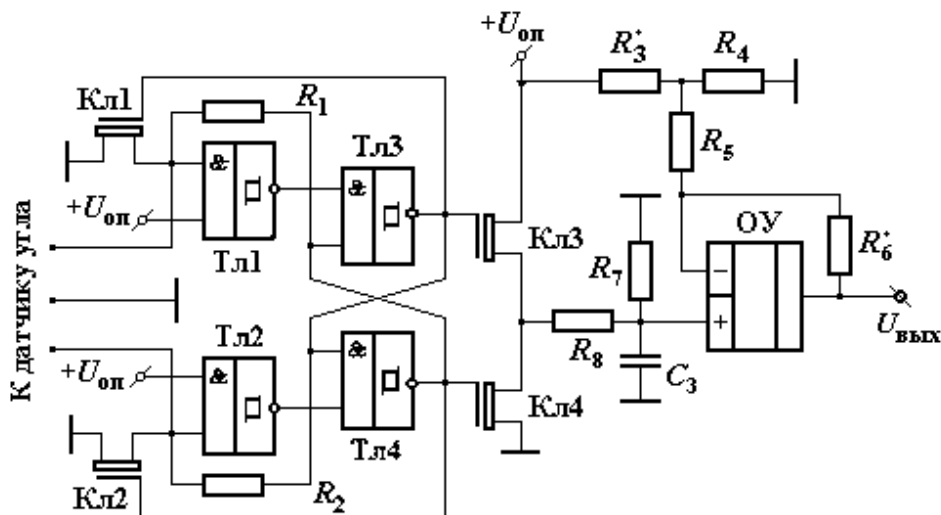 +Uоп
R3*
R4
Кл1
R1
Тл3
&
&
R5
+Uоп
ОУ
Тл1
Кл3
R7
R6*
К датчику угла
−
+
Тл2
R8
Uвых
+Uоп
&
&
C3
Кл4
Тл4
Кл2
R2